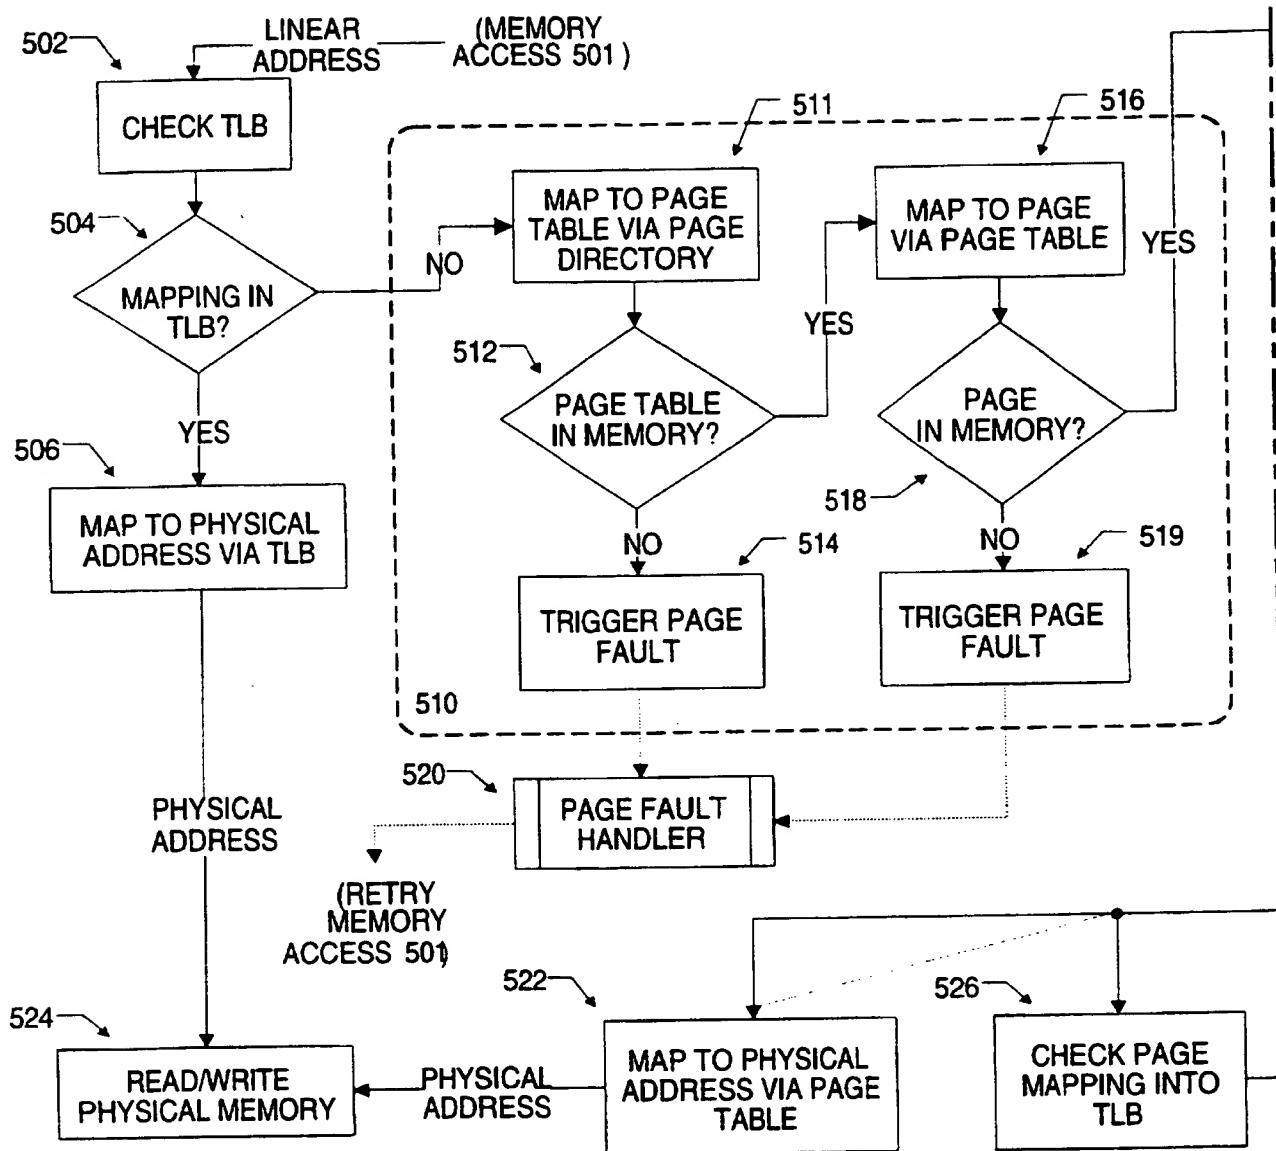 502
LINEAR
ADDRESS
(MEMORY
ACCESS 501)
CHECK TLB
511
516
504
MAPPING IN
TLB?
NO
MAP TO PAGE
TABLE VIA PAGE
DIRECTORY
MAP TO PAGE
VIA PAGE TABLE
YES
YES
512
PAGE TABLE
IN MEMORY?
PAGE
IN MEMORY?
518
YES
506
MAP TO PHYSICAL
ADDRESS VIA TLB
NO
514
NO
519
TRIGGER PAGE
FAULT
TRIGGER PAGE
FAULT
510
520
PAGE FAULT
HANDLER
PHYSICAL
ADDRESS
(RETRY
MEMORY
ACCESS 501)
522
526
524
READ/WRITE
PHYSICAL MEMORY
PHYSICAL
ADDRESS
MAP TO PHYSICAL
ADDRESS VIA PAGE
TABLE
CHECK PAGE
MAPPING INTO
TLB